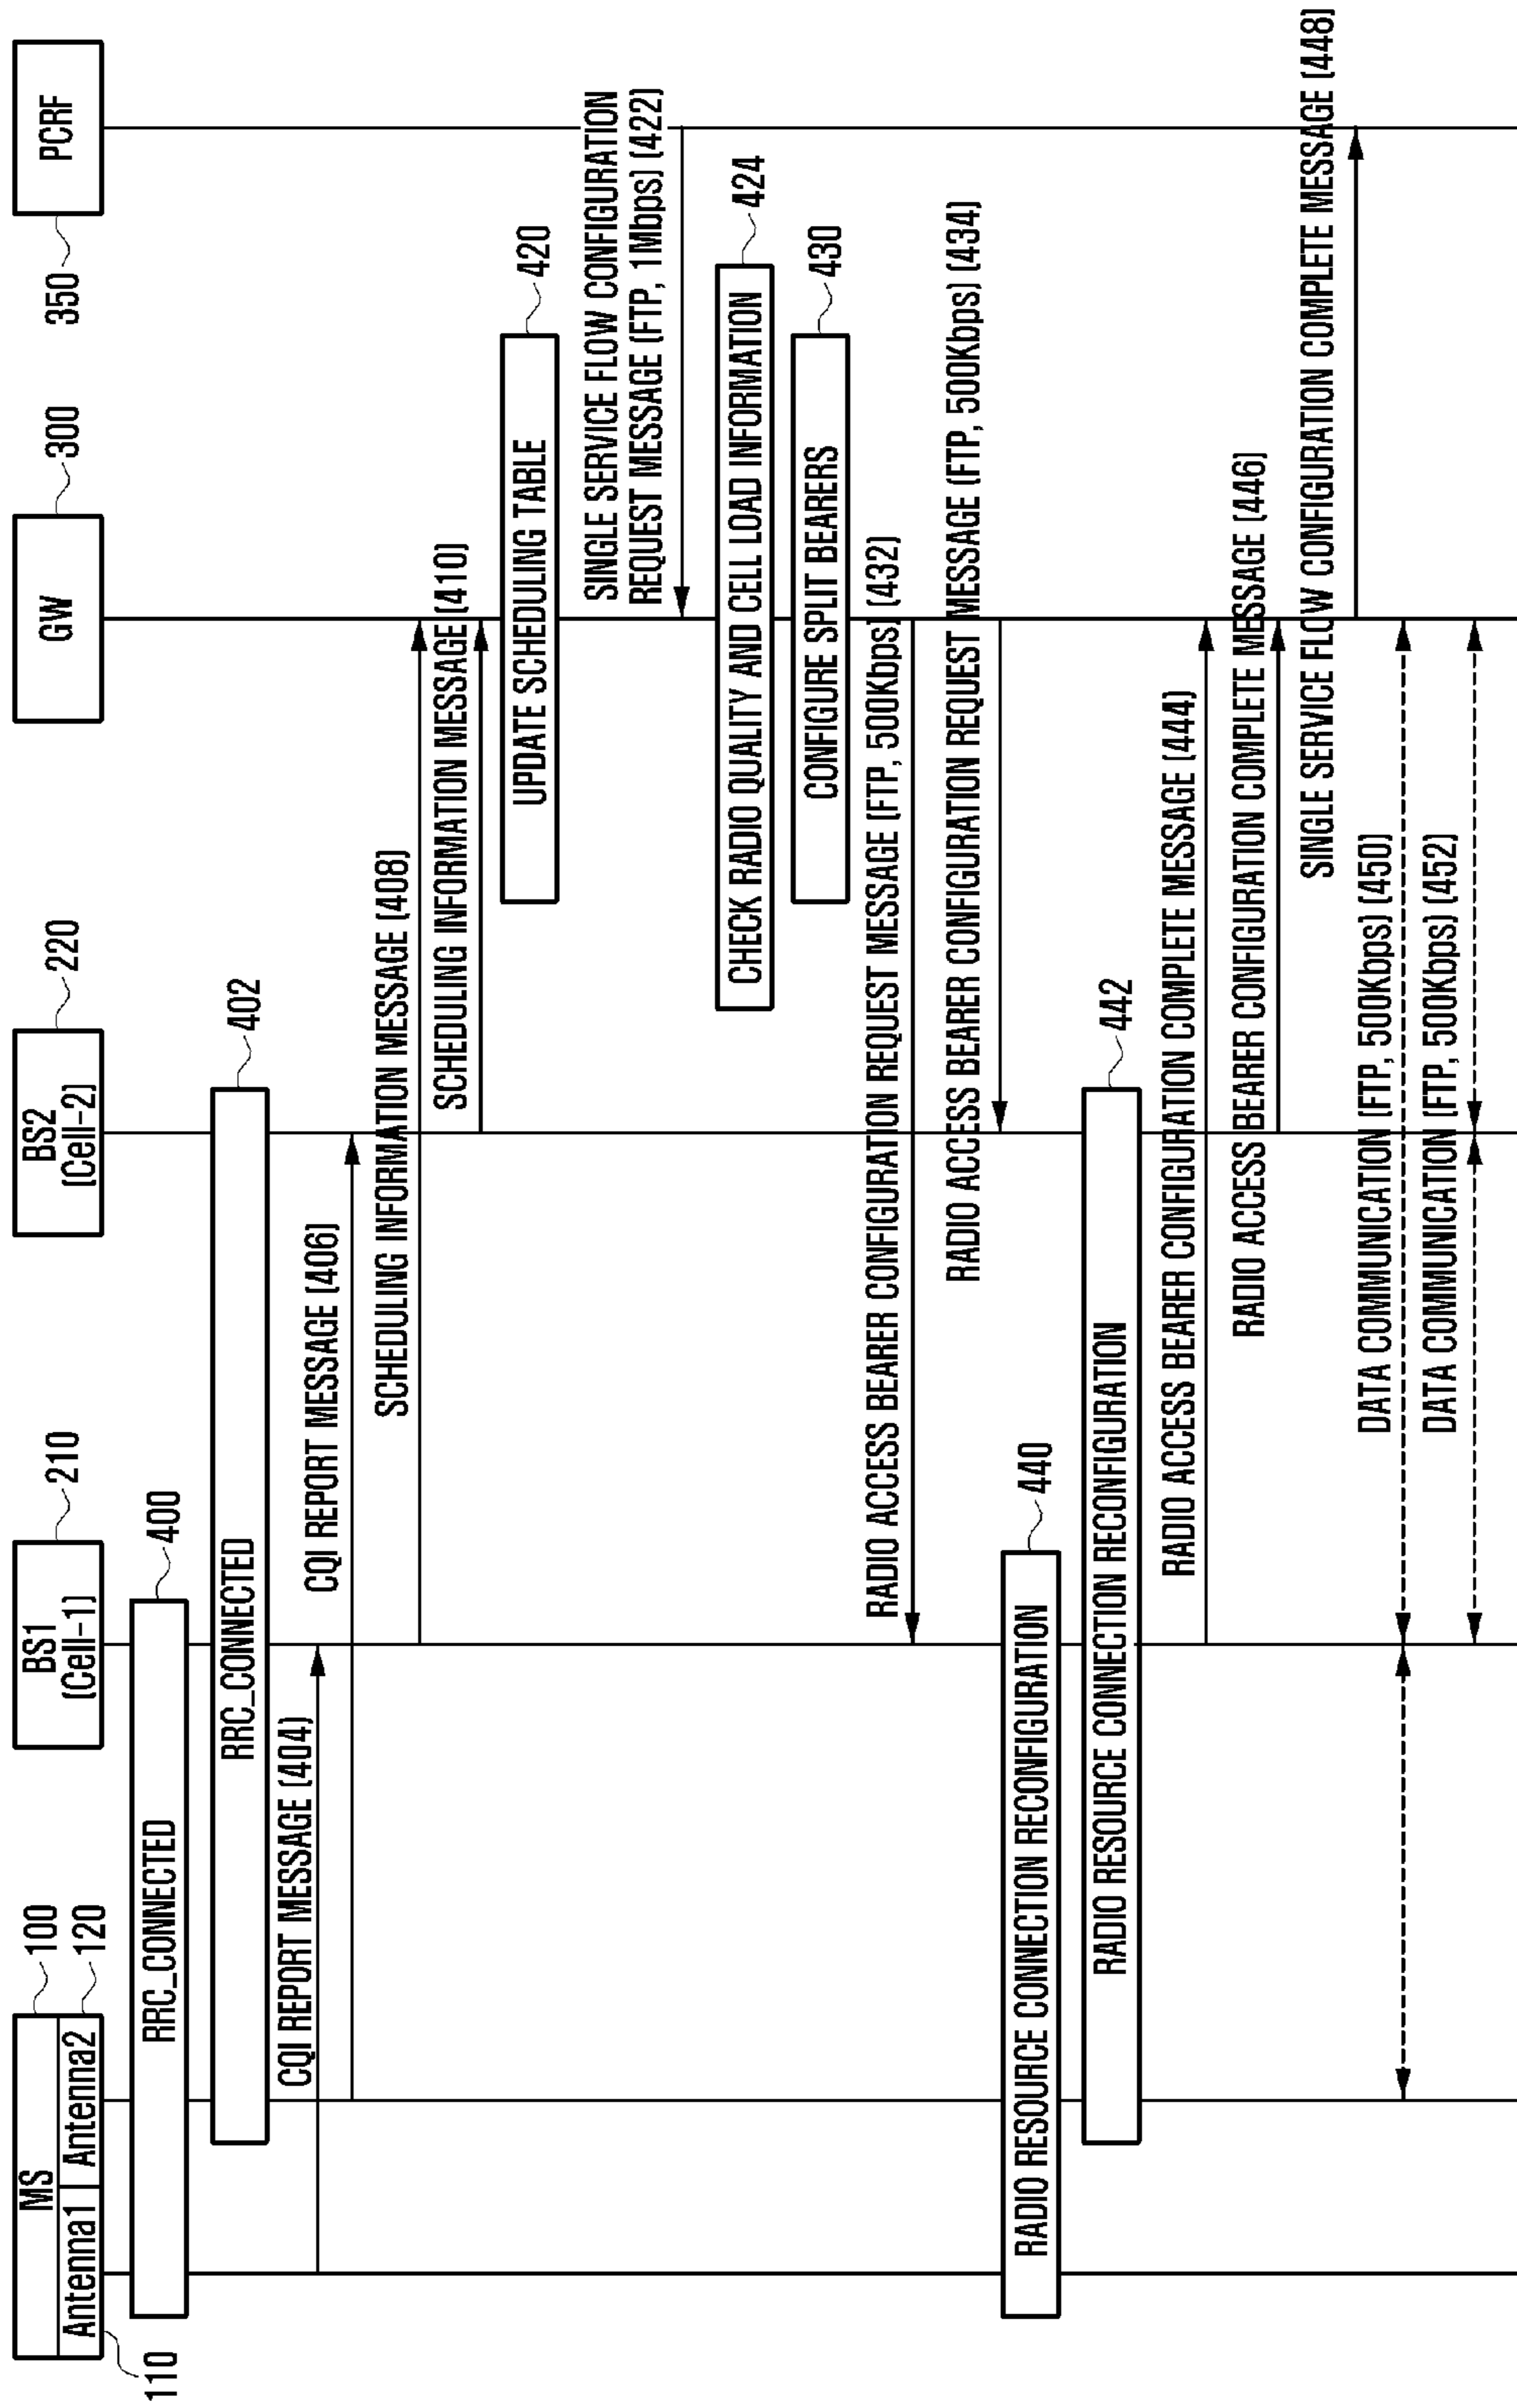 MS
100
Antenna1
Antenna2
110
120
BS1
(Cell-1)
210
BS2
(Cell-2)
220
GW
300
PCRF
350
RRC_CONNECTED
400
RRC_CONNECTED
402
CQI REPORT MESSAGE (404)
CQI REPORT MESSAGE (406)
SCHEDULING INFORMATION MESSAGE (408)
SCHEDULING INFORMATION MESSAGE (410)
UPDATE SCHEDULING TABLE
420
SINGLE SERVICE FLOW CONFIGURATION
REQUEST MESSAGE (FTP, 1Mbps) (422)
CHECK RADIO QUALITY AND CELL LOAD INFORMATION
424
CONFIGURE SPLIT BEARERS
430
RADIO ACCESS BEARER CONFIGURATION REQUEST MESSAGE (FTP, 500Kbps) (432)
RADIO ACCESS BEARER CONFIGURATION REQUEST MESSAGE (FTP, 500Kbps) (434)
RADIO RESOURCE CONNECTION RECONFIGURATION
440
RADIO RESOURCE CONNECTION RECONFIGURATION
442
RADIO ACCESS BEARER CONFIGURATION COMPLETE MESSAGE (444)
RADIO ACCESS BEARER CONFIGURATION COMPLETE MESSAGE (446)
SINGLE SERVICE FLOW CONFIGURATION COMPLETE MESSAGE (448)
DATA COMMUNICATION (FTP, 500Kbps) (450)
DATA COMMUNICATION (FTP, 500Kbps) (452)